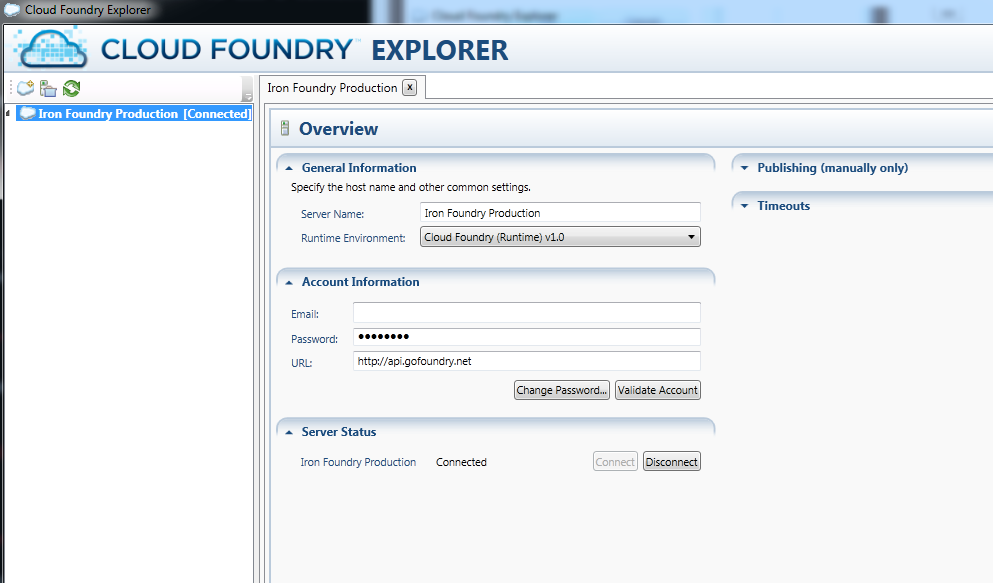 Cloud Foundry Explorer
CLOUD FOUNDRY™ EXPLORER
Iron Foundry Production x
Iron Foundry Production [Connected]
Overview
General Information
Specify the host name and other common settings.
Server Name: Iron Foundry Production
Runtime Environment: Cloud Foundry (Runtime) v1.0
Account Information
Email:
Password: ●●●●●●●●
URL: http://api.gofoundry.net
Change Password... Validate Account
Server Status
Iron Foundry Production Connected Connect Disconnect
Publishing (manually only)
Timeouts